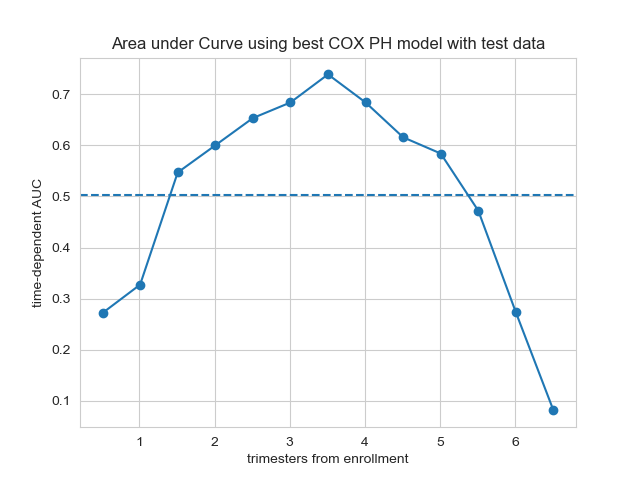 Area under Curve using best COX PH model with test data
0.7
0.6
0.5
0.4
0.3
0.2
0.1
time-dependent AUC
1 2 3 4 5 6
trimesters from enrollment